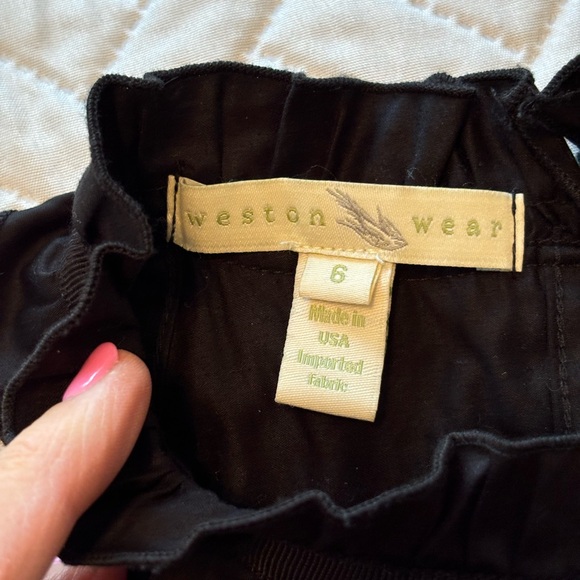 weston wear
6
Made in
USA
Imported
fabric